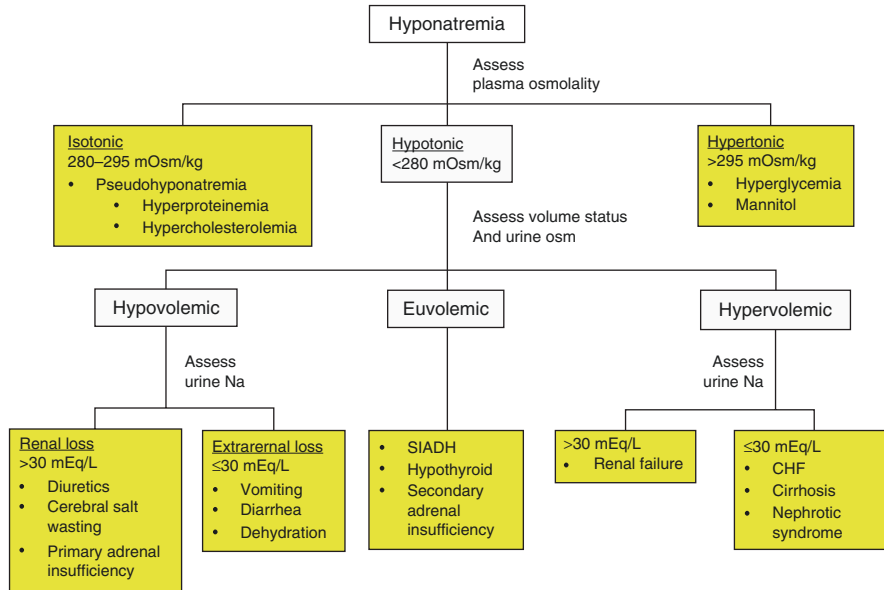 Hyponatremia
Assess
plasma osmolality
Isotonic
280–295 mOsm/kg
• Pseudohyponatremia
• Hyperproteinemia
• Hypercholesterolemia
Hypotonic
<280 mOsm/kg
Hypertonic
>295 mOsm/kg
• Hyperglycemia
• Mannitol
Assess volume status
And urine osm
Hypovolemic
Euvolemic
Hypervolemic
Assess
urine Na
Assess
urine Na
Renal loss
>30 mEq/L
• Diuretics
• Cerebral salt
wasting
• Primary adrenal
insufficiency
Extrarernal loss
≤30 mEq/L
• Vomiting
• Diarrhea
• Dehydration
• SIADH
• Hypothyroid
• Secondary
adrenal
insufficiency
>30 mEq/L
• Renal failure
≤30 mEq/L
• CHF
• Cirrhosis
• Nephrotic
syndrome